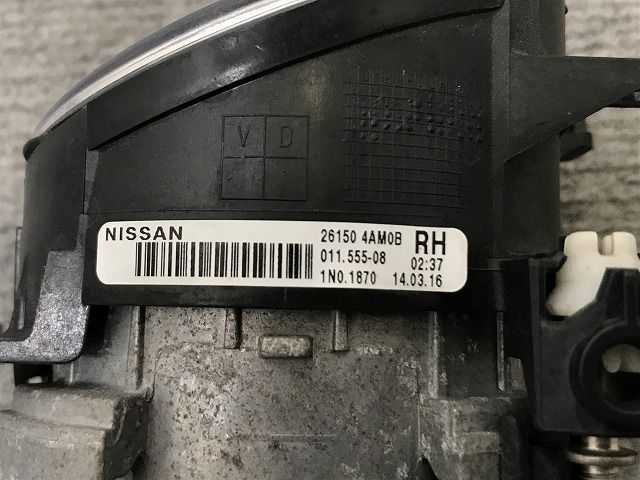 V D
NISSAN 26150 4AM0B RH
011.555-08 02:37
1N0.1870 14.03.16